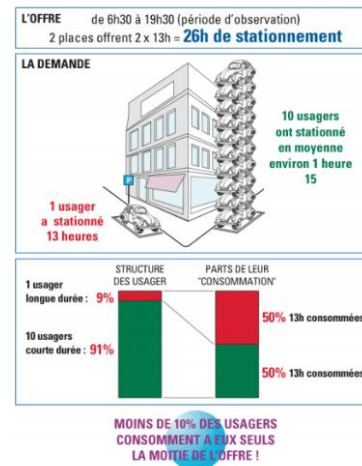 L'OFFRE
de 6h30 à 19h30 (période d'observation)
2 places offrent 2 x 13h = 26h de stationnement
LA DEMANDE
10 usagers
ont stationné
en moyenne
environ 1 heure
15
P
1 usager
a stationné
13 heures
STRUCTURE
DES USAGER
PARTS DE LEUR
"CONSOMMATION"
1 usager
longue durée : 9%
50% 13h consommées
10 usagers
courte durée : 91%
50% 13h consommées
MOINS DE 10% DES USAGERS
CONSOMMENT A EUX SEULS
LA MOITIE DE L'OFFRE !